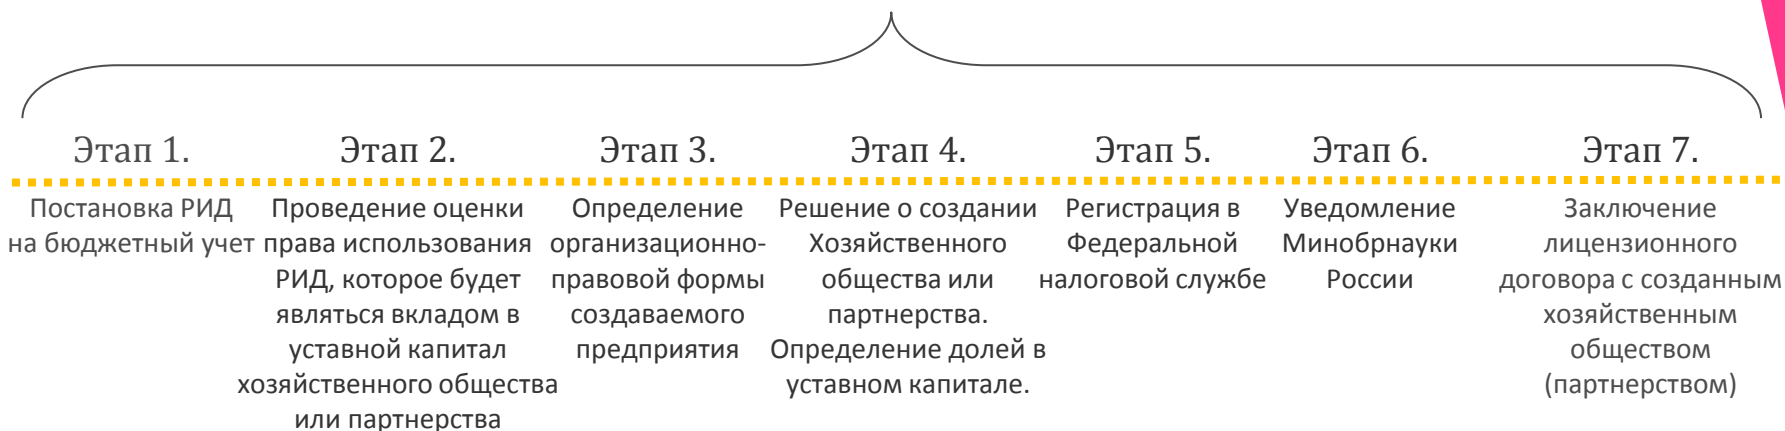 Этап 1.
Постановка РИД
на бюджетный учет
Этап 2.
Проведение оценки
права использования
РИД, которое будет
являться вкладом в
уставной капитал
хозяйственного общества
или партнерства
Этап 3.
Определение
организационно-
правовой формы
создаваемого
предприятия
Этап 4.
Решение о создании
Хозяйственного
общества или
партнерства.
Определение долей в
уставном капитале.
Этап 5.
Регистрация в
Федеральной
налоговой службе
Этап 6.
Уведомление
Минобрнауки
России
Этап 7.
Заключение
лицензионного
договора с созданным
хозяйственным
обществом
(партнерством)